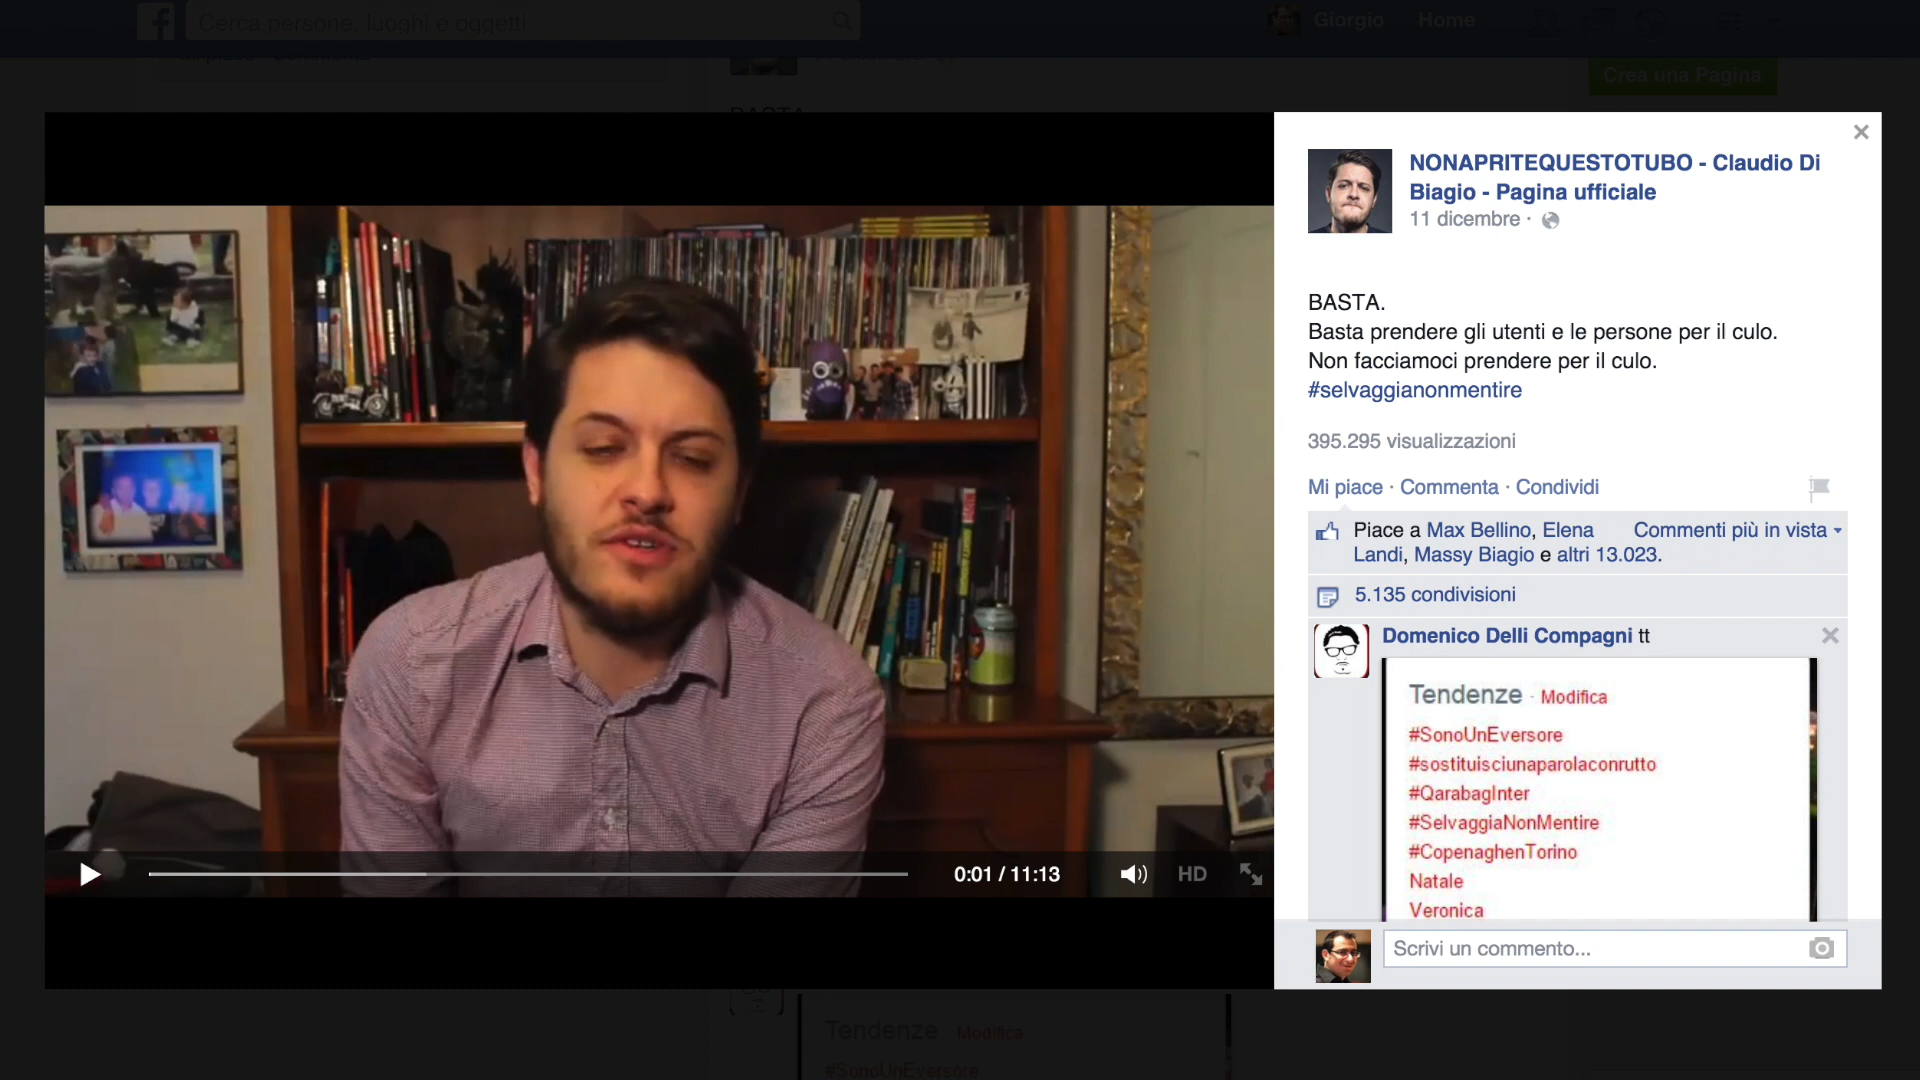 Cerca persone, luoghi e oggetti
Giorgio Home
Crea una Pagina
BASTA
NONAPRITEQUESTOTUBO - Claudio Di
Biagio - Pagina ufficiale
11 dicembre ·
BASTA.
Basta prendere gli utenti e le persone per il culo.
Non facciamoci prendere per il culo.
#selvaggianonmentire
395.295 visualizzazioni
Mi piace · Commenta · Condividi
Piace a Max Bellino, Elena
Landi, Massy Biagio e altri 13.023.
Commenti più in vista
5.135 condivisioni
Domenico Delli Compagni tt
Tendenze · Modifica
#SonoUnEversore
#sostituisciunaparolaconrutto
#QarabagInter
#SelvaggiaNonMentire
#CopenaghenTorino
Natale
Veronica
Scrivi un commento...
0:01 / 11:13
HD
Tendenze Modifica
#SonoUnEversore